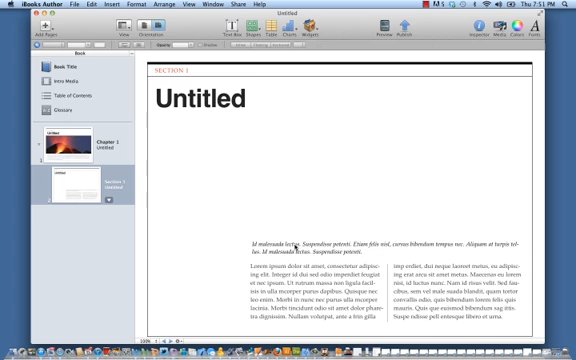 iBooks Author File Edit Insert Format Arrange View Window Share Help Thu 7:51 PM
Untitled
Add Pages View Orientation Text Box Shapes Table Charts Widgets Preview Publish Inspector Media Colors Fonts
Opacity:
Book
Book Title
Intro Media
Table of Contents
Glossary
Chapter 1
Untitled
1
Section 1
Untitled
2
SECTION 1
Untitled
Id malesuada lectus. Suspendisse potenti. Etiam felis nisl, cursus bibendum tempus nec. Aliquam at turpis tel-
lus. Id malesuada lectus. Suspendisse potenti.
Lorem ipsum dolor sit amet, consectetur adipisc-
ing elit. Integer id dui sed odio imperdiet feugiat
et nec ipsum. Ut rutrum massa non ligula facil-
isis in ulla mcorper purus dapibus. Quisque nec
leo enim. Morbi in nunc nec purus ulla mcorper
lacinia. Morbi tincidunt odio sit amet dolor phare-
tra dignissim. Nullam volutpat, ante a frin gilla
imp erdiet, dui neque laoreet metus, eu adipisc-
ing erat arcu sit amet metus. Maecenas eu lorem
nisi, id luctus nunc. Nam id risus velit. Sed fau-
cibus, sem vel male suada blandit, quam tortor
convallis odio, eget bibendum lorem felis quis
mauris. Quis que euismod bibendum sag ittis.
Suspe ndisse pell entesque libero et urna.
100%